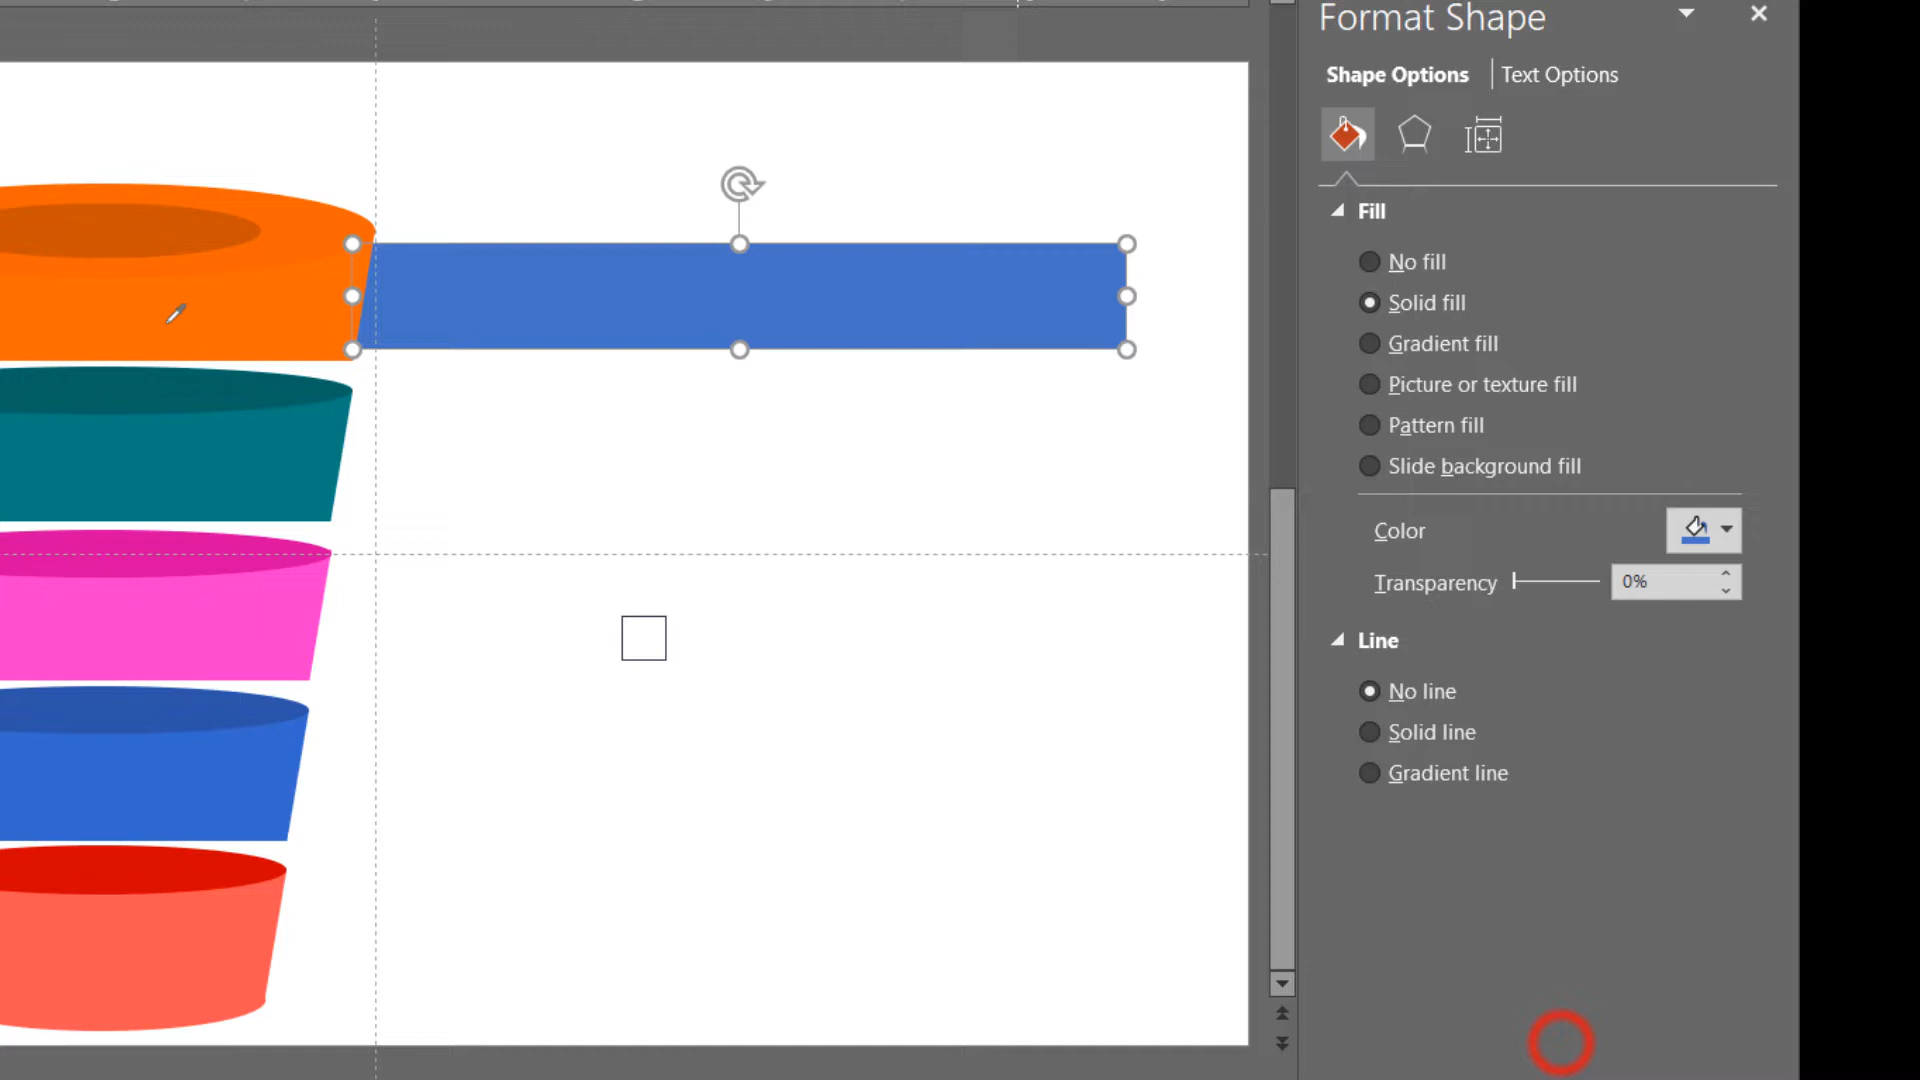 Format Shape
Shape Options
Text Options
Fill
No fill
Solid fill
Gradient fill
Picture or texture fill
Pattern fill
Slide background fill
Color
Transparency
0%
Line
No line
Solid line
Gradient line